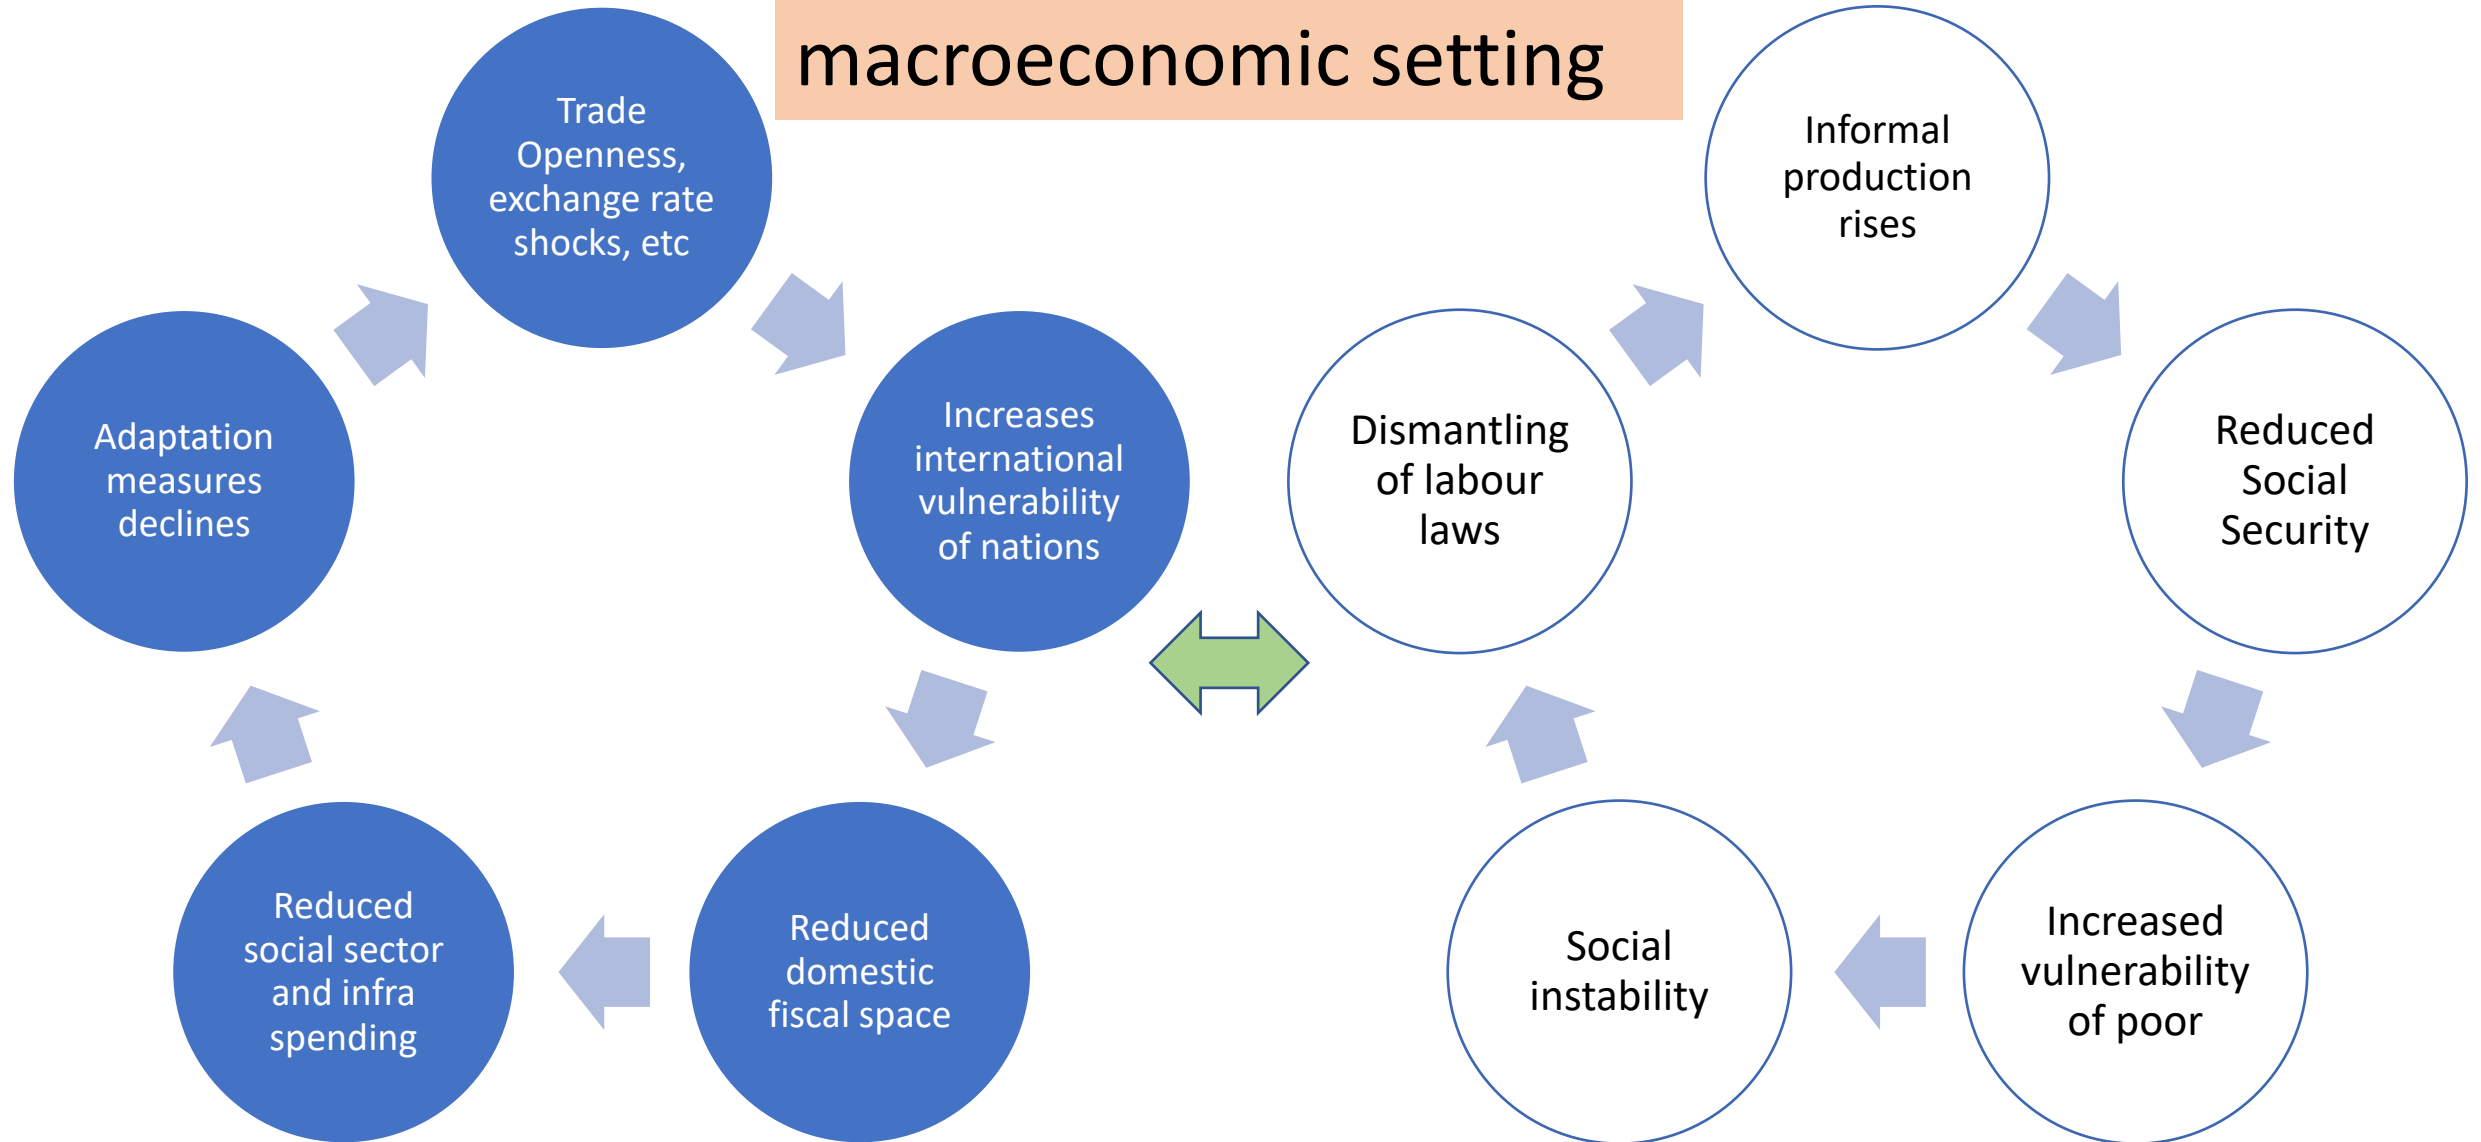 macroeconomic setting
Trade
Openness,
exchange rate
shocks, etc
Increases
international
vulnerability
of nations
Reduced
domestic
fiscal space
Reduced
social sector
and infra
spending
Adaptation
measures
declines
Informal
production
rises
Reduced
Social
Security
Increased
vulnerability
of poor
Social
instability
Dismantling
of labour
laws